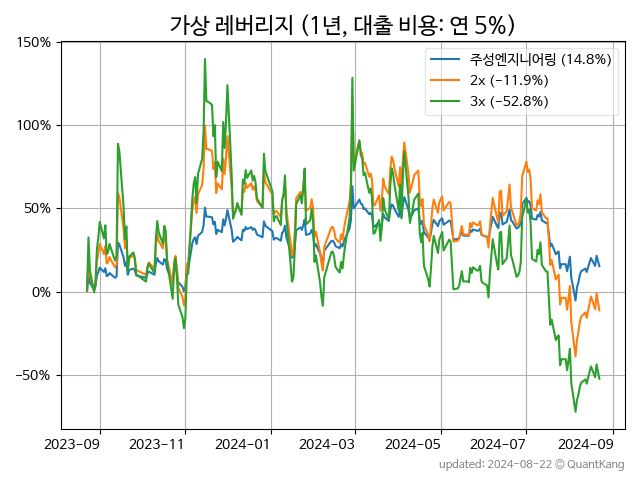 가상 레버리지 (1년, 대출 비용: 연 5%)
150%
100%
50%
0%
−50%
주성엔지니어링 (14.8%)
2x (−11.9%)
3x (−52.8%)
2023-09
2023-11
2024-01
2024-03
2024-05
2024-07
2024-09
updated: 2024-08-22 © QuantKang